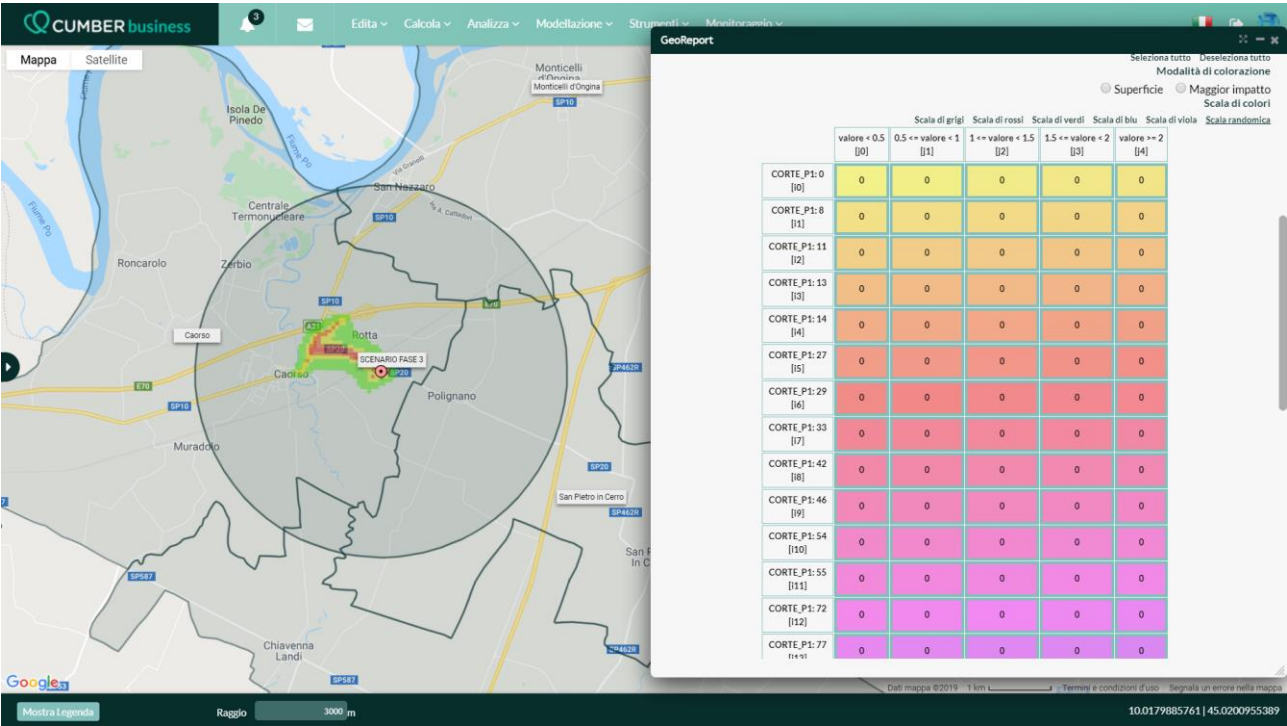 CUMBER business
3
Edita
Calcola
Analizza
Modellazione
Strumenti
Monitoraggio
Mappa
Satellite
GeoReport
Seleziona tutto Deseleziona tutto
Modalità di colorazione
Superficie Maggior impatto
Scala di colori
Scala di grigi Scala di rossi Scala di verdi Scala di blu Scala di viola Scala randomica
valore < 0.5 [j0] 0.5 <= valore < 1 [j1] 1 <= valore < 1.5 [j2] 1.5 <= valore < 2 [j3] valore >= 2 [j4]
CORTE_P1: 0 [i0] 0 0 0 0 0
CORTE_P1: 8 [i1] 0 0 0 0 0
CORTE_P1: 11 [i2] 0 0 0 0 0
CORTE_P1: 13 [i3] 0 0 0 0 0
CORTE_P1: 14 [i4] 0 0 0 0 0
CORTE_P1: 27 [i5] 0 0 0 0 0
CORTE_P1: 29 [i6] 0 0 0 0 0
CORTE_P1: 33 [i7] 0 0 0 0 0
CORTE_P1: 42 [i8] 0 0 0 0 0
CORTE_P1: 46 [i9] 0 0 0 0 0
CORTE_P1: 54 [i10] 0 0 0 0 0
CORTE_P1: 55 [i11] 0 0 0 0 0
CORTE_P1: 72 [i12] 0 0 0 0 0
CORTE_P1: 77 [i13] 0 0 0 0 0
Monticelli
d'Ongina
Monticelli d'Ongina
SP10
Isola De
Pinedo
Fiume Po
Via Granelli
San Nazzaro
Centrale
Termonucleare
SP10
Via A. Cattadori
Fiume Po
Roncarolo
Zerbio
SP10
E70
A21
Rotta
Caorso
SCENARIO FASE 3
SP20
SP462R
Caorso
E70
Polignano
SP10
Muradolo
SP20
San Pietro in Cerro
SP462R
SP587
Chiavenna
Landi
SP462R
SP587
Google
Dati mappa ©2019 1 km Termini e condizioni d'uso Segnala un errore nella mappa
Mostra Legenda
Raggio 3000 m
10.0179885761 | 45.0200955389